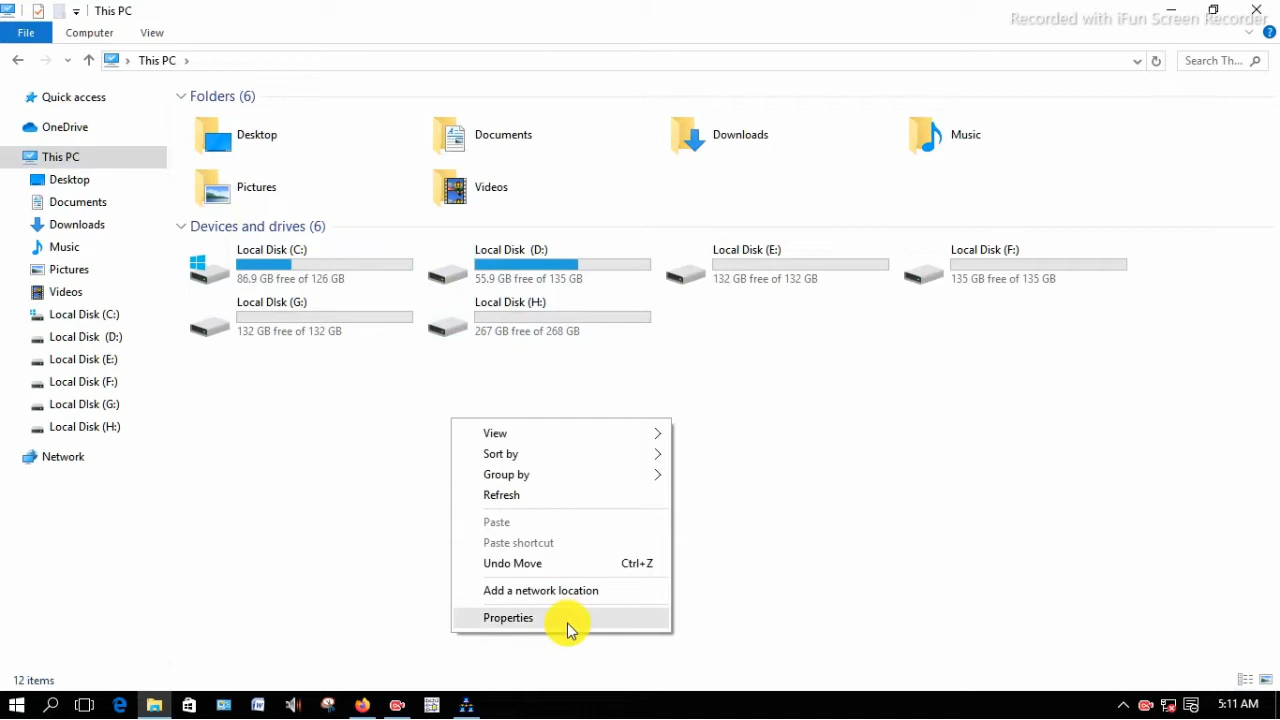 This PC
Recorded with iFun Screen Recorder
File Computer View
This PC
Search Th...
Quick access
OneDrive
This PC
Desktop
Documents
Downloads
Music
Pictures
Videos
Local Disk (C:)
Local Disk (D:)
Local Disk (E:)
Local Disk (F:)
Local DIsk (G:)
Local Disk (H:)
Network
Folders (6)
Desktop
Documents
Downloads
Music
Pictures
Videos
Devices and drives (6)
Local Disk (C:)
86.9 GB free of 126 GB
Local Disk (D:)
55.9 GB free of 135 GB
Local Disk (E:)
132 GB free of 132 GB
Local Disk (F:)
135 GB free of 135 GB
Local DIsk (G:)
132 GB free of 132 GB
Local Disk (H:)
267 GB free of 268 GB
View
Sort by
Group by
Refresh
Paste
Paste shortcut
Undo Move Ctrl+Z
Add a network location
Properties
12 items
5:11 AM